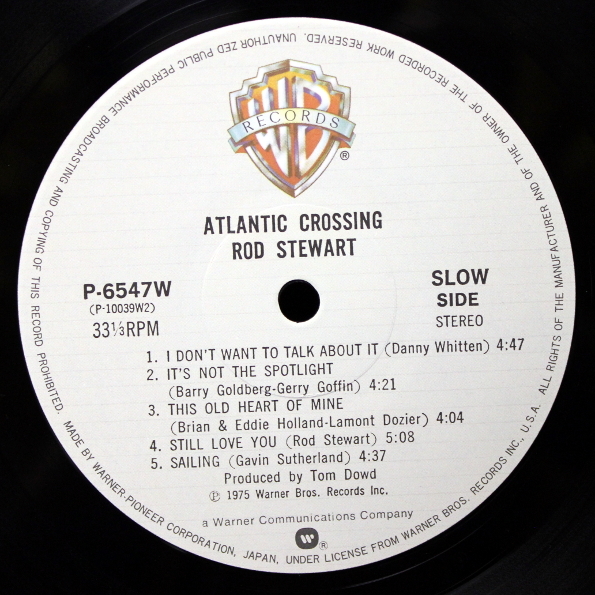 WB
RECORDS
®
ATLANTIC CROSSING
ROD STEWART
P-6547W
(P-10039W2)
33⅓RPM
SLOW
SIDE
STEREO
1. I DON'T WANT TO TALK ABOUT IT (Danny Whitten) 4:47
2. IT'S NOT THE SPOTLIGHT
(Barry Goldberg-Gerry Goffin) 4:21
3. THIS OLD HEART OF MINE
(Brian & Eddie Holland-Lamont Dozier) 4:04
4. STILL LOVE YOU (Rod Stewart) 5:08
5. SAILING (Gavin Sutherland) 4:37
Produced by Tom Dowd
℗ 1975 Warner Bros. Records Inc.
a Warner Communications Company
®
MADE BY WARNER-PIONEER CORPORATION, JAPAN, UNDER LICENSE FROM WARNER BROS. RECORDS INC., U.S.A. ALL RIGHTS OF THE MANUFACTURER AND OF THE OWNER OF THE RECORDED WORK RESERVED. UNAUTHORIZED PUBLIC PERFORMANCE BROADCASTING AND COPYING OF THIS RECORD PROHIBITED.